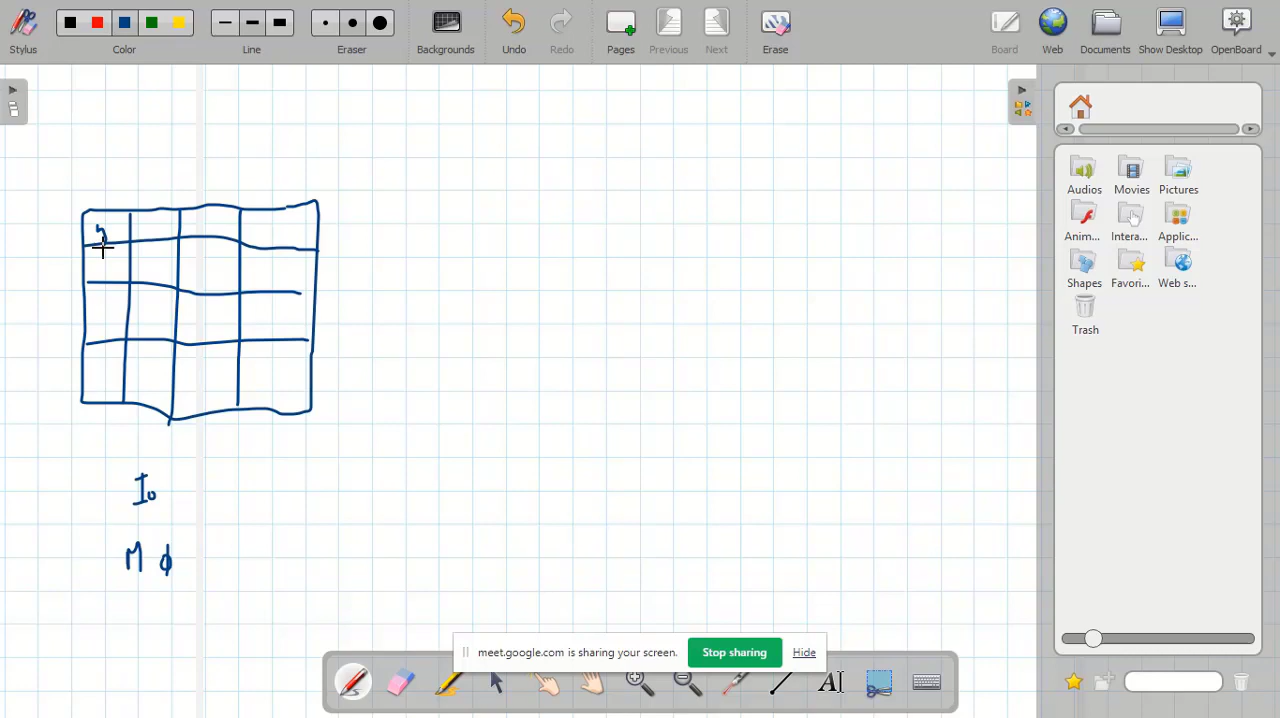 Stylus Color Line Eraser Backgrounds Undo Redo Pages Previous Next Erase Board Web Documents Show Desktop OpenBoard
Audios Movies Pictures
Anim... Intera... Applic...
Shapes Favori... Web s...
Trash
I₀
M ϕ
meet.google.com is sharing your screen. Stop sharing Hide